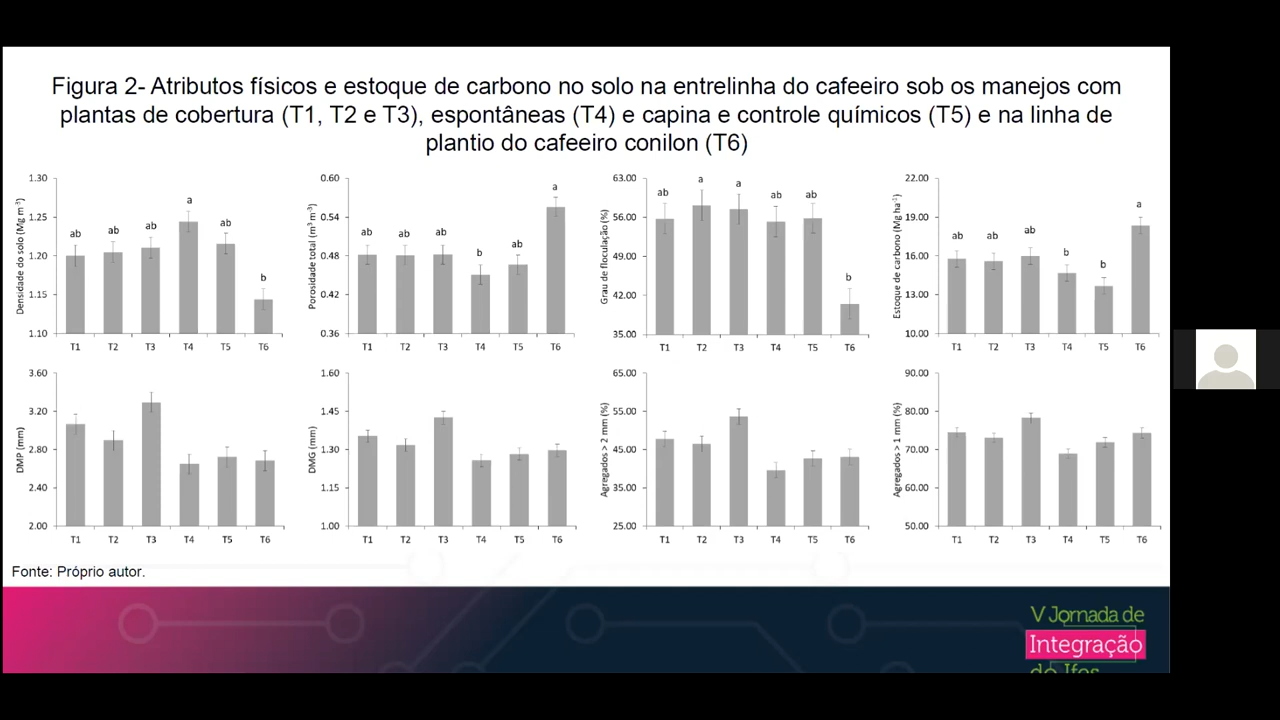 Figura 2- Atributos físicos e estoque de carbono no solo na entrelinha do cafeeiro sob os manejos com
plantas de cobertura (T1, T2 e T3), espontâneas (T4) e capina e controle químicos (T5) e na linha de
plantio do cafeeiro conilon (T6)
Densidade do solo (Mg m⁻³)
1.30
1.25
1.20
1.15
1.10
ab ab ab a ab b
T1 T2 T3 T4 T5 T6
Porosidade total (m³ m⁻³)
0.60
0.54
0.48
0.42
0.36
ab ab ab b ab a
T1 T2 T3 T4 T5 T6
Grau de floculação (%)
63.00
56.00
49.00
42.00
35.00
ab a a ab ab b
T1 T2 T3 T4 T5 T6
Estoque de carbono (Mg ha⁻¹)
22.00
19.00
16.00
13.00
10.00
ab ab ab b b a
T1 T2 T3 T4 T5 T6
DMP (mm)
3.60
3.20
2.80
2.40
2.00
T1 T2 T3 T4 T5 T6
DMG (mm)
1.60
1.45
1.30
1.15
1.00
T1 T2 T3 T4 T5 T6
Agregados > 2 mm (%)
65.00
55.00
45.00
35.00
25.00
T1 T2 T3 T4 T5 T6
Agregados > 1 mm (%)
90.00
80.00
70.00
60.00
50.00
T1 T2 T3 T4 T5 T6
Fonte: Próprio autor.
V Jornada de
Integração
do Ifes